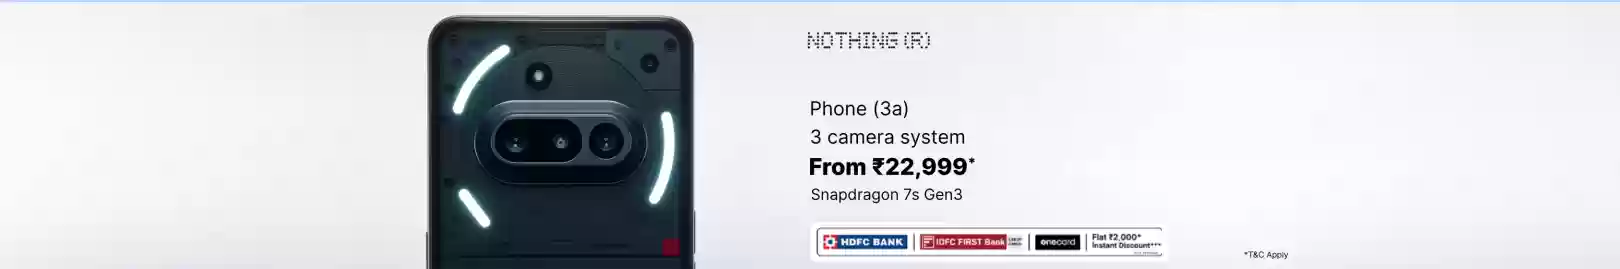 NOTHING (R)
Phone (3a)
3 camera system
From ₹22,999*
Snapdragon 7s Gen3
HDFC BANK
IDFC FIRST Bank
onecard
Flat ₹2,000*
Instant Discount***
*T&C Apply